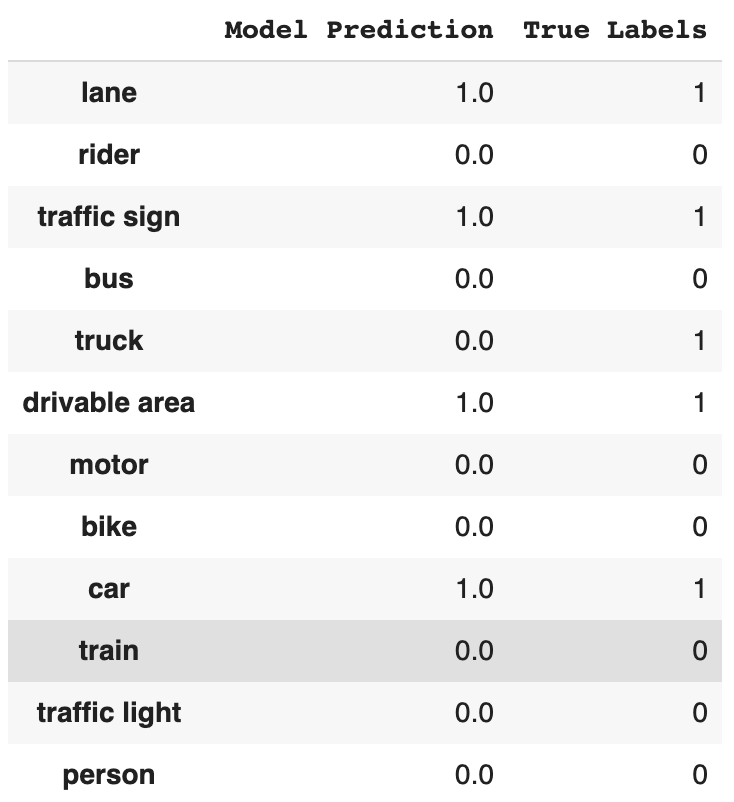 Model Prediction True Labels
lane 1.0 1
rider 0.0 0
traffic sign 1.0 1
bus 0.0 0
truck 0.0 1
drivable area 1.0 1
motor 0.0 0
bike 0.0 0
car 1.0 1
train 0.0 0
traffic light 0.0 0
person 0.0 0